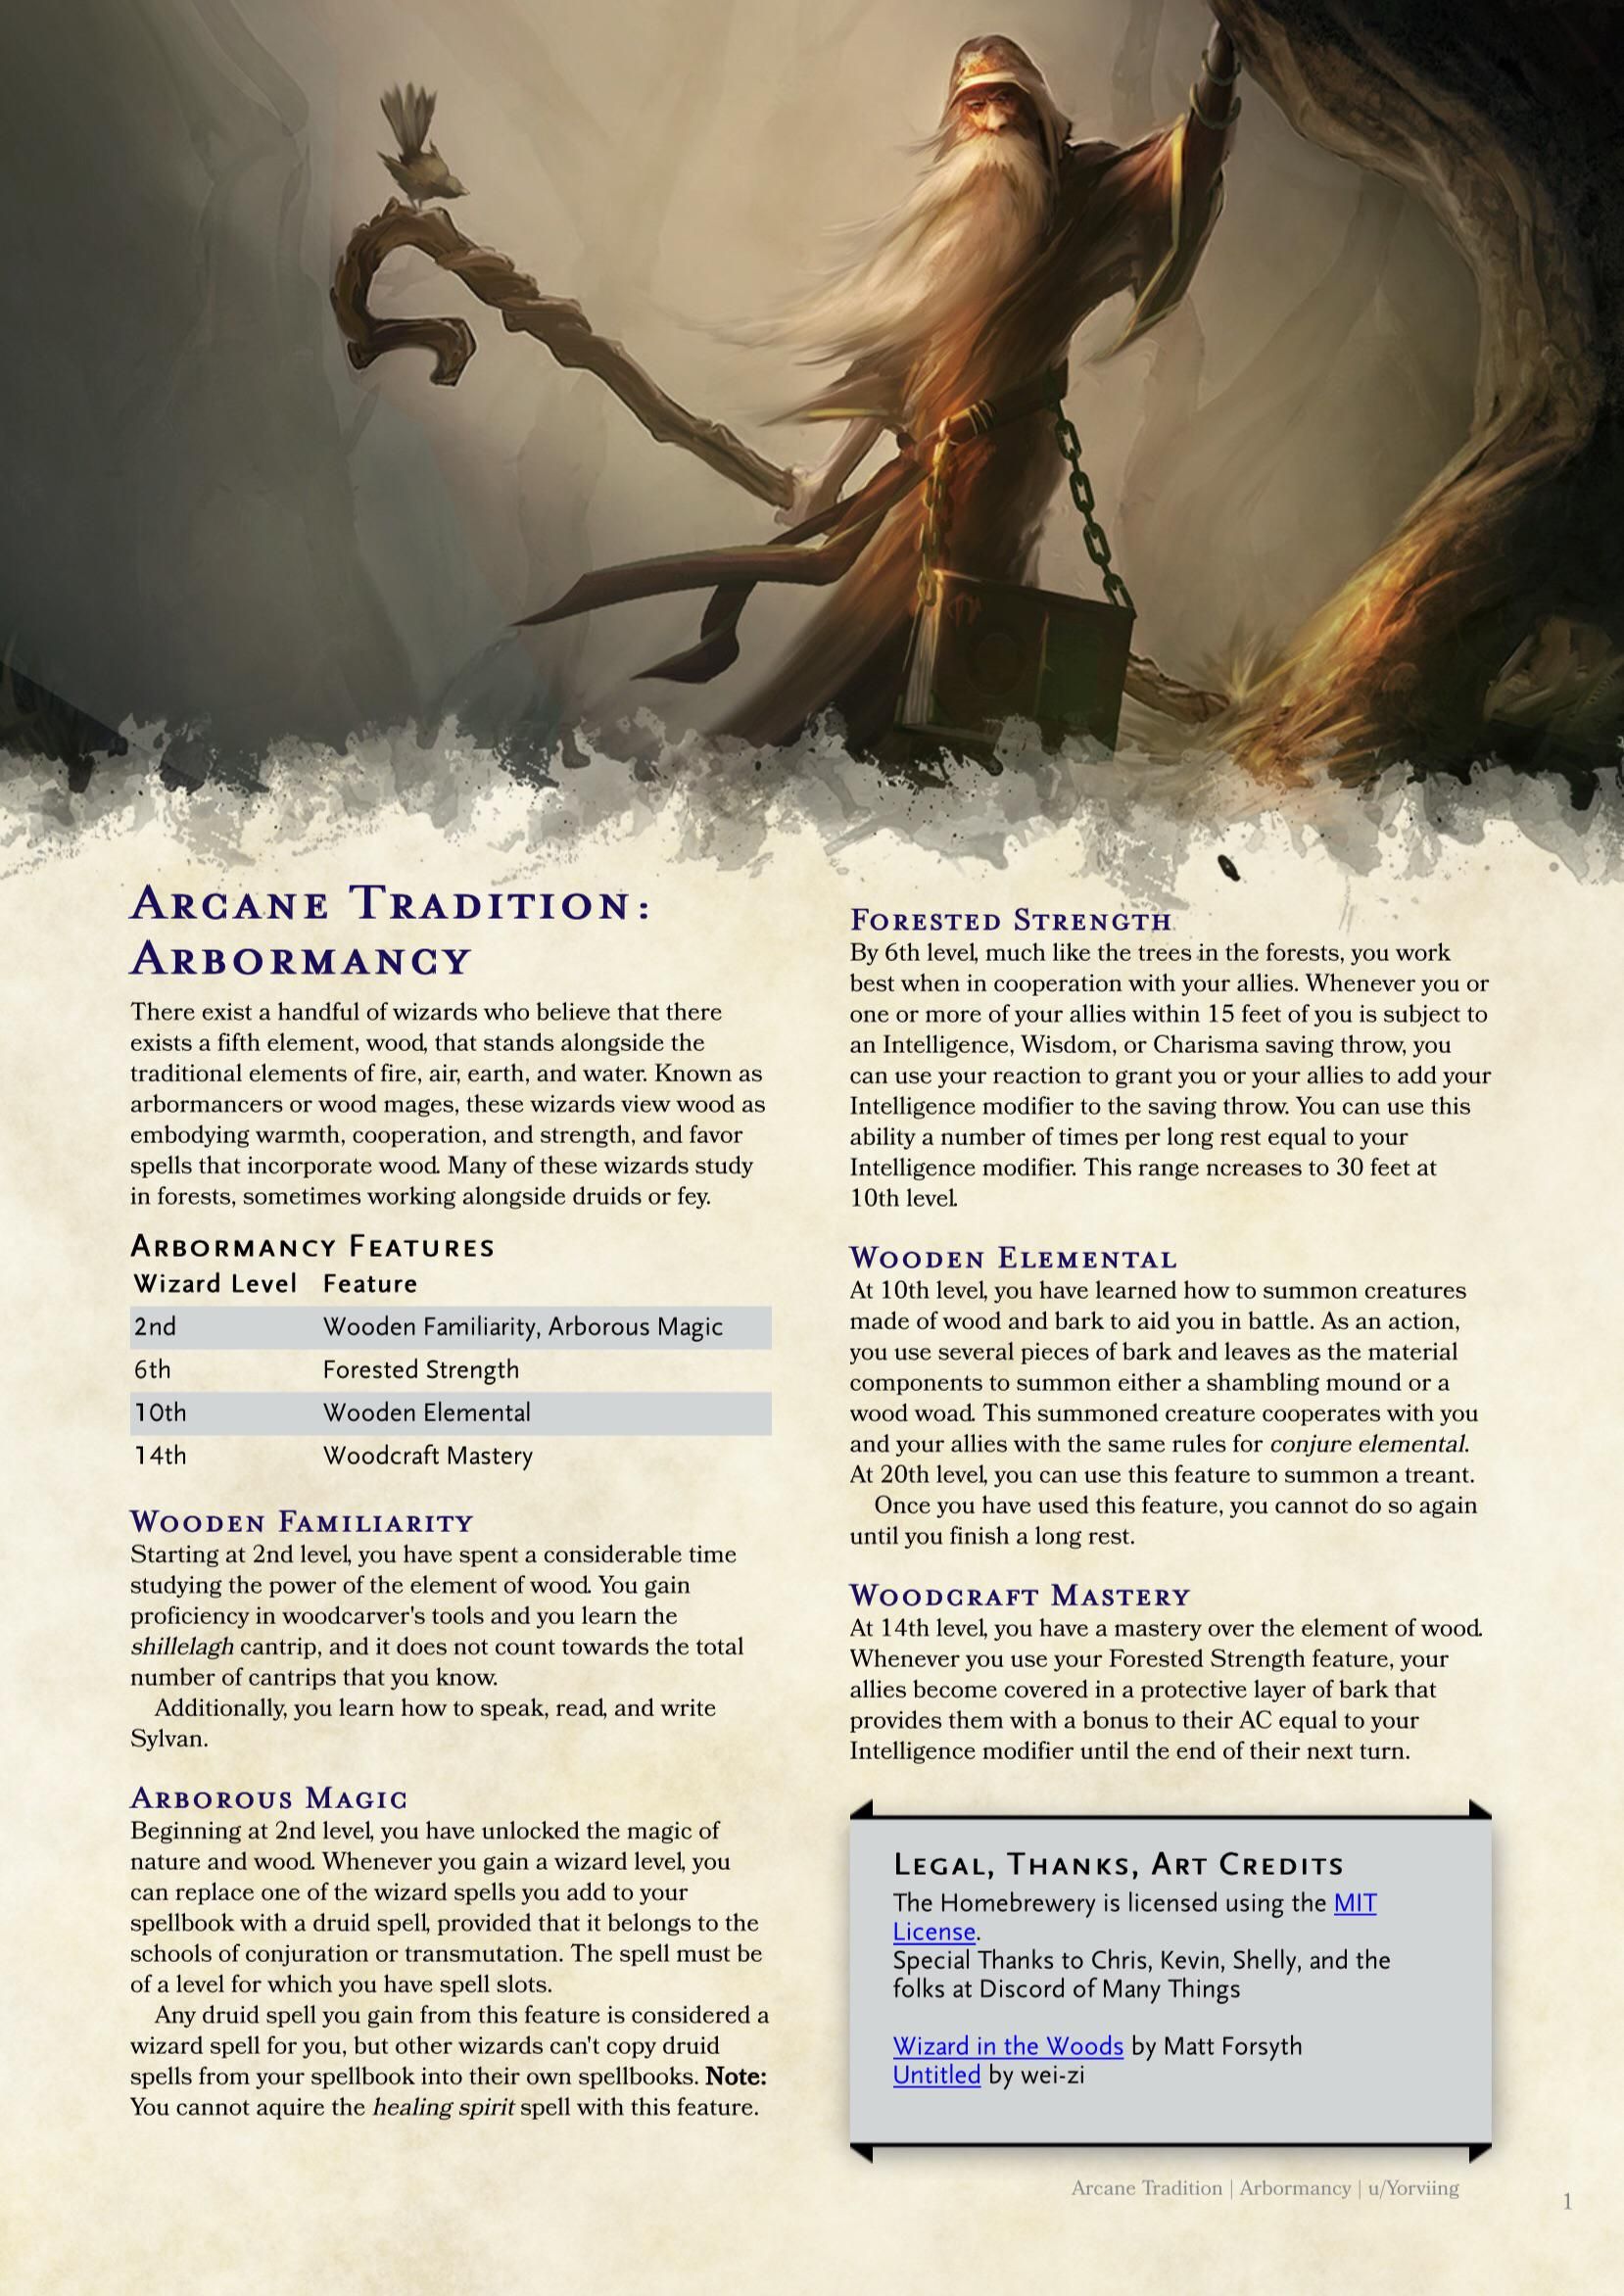 Arcane Tradition:
Arbormancy
There exist a handful of wizards who believe that there
exists a fifth element, wood, that stands alongside the
traditional elements of fire, air, earth, and water. Known as
arbormancers or wood mages, these wizards view wood as
embodying warmth, cooperation, and strength, and favor
spells that incorporate wood. Many of these wizards study
in forests, sometimes working alongside druids or fey.
Arbormancy Features
Wizard Level Feature
2nd Wooden Familiarity, Arborous Magic
6th Forested Strength
10th Wooden Elemental
14th Woodcraft Mastery
Wooden Familiarity
Starting at 2nd level, you have spent a considerable time
studying the power of the element of wood. You gain
proficiency in woodcarver's tools and you learn the
shillelagh cantrip, and it does not count towards the total
number of cantrips that you know.
Additionally, you learn how to speak, read, and write
Sylvan.
Arborous Magic
Beginning at 2nd level, you have unlocked the magic of
nature and wood. Whenever you gain a wizard level, you
can replace one of the wizard spells you add to your
spellbook with a druid spell, provided that it belongs to the
schools of conjuration or transmutation. The spell must be
of a level for which you have spell slots.
Any druid spell you gain from this feature is considered a
wizard spell for you, but other wizards can't copy druid
spells from your spellbook into their own spellbooks. Note:
You cannot aquire the healing spirit spell with this feature.
Forested Strength
By 6th level, much like the trees in the forests, you work
best when in cooperation with your allies. Whenever you or
one or more of your allies within 15 feet of you is subject to
an Intelligence, Wisdom, or Charisma saving throw, you
can use your reaction to grant you or your allies to add your
Intelligence modifier to the saving throw. You can use this
ability a number of times per long rest equal to your
Intelligence modifier. This range ncreases to 30 feet at
10th level.
Wooden Elemental
At 10th level, you have learned how to summon creatures
made of wood and bark to aid you in battle. As an action,
you use several pieces of bark and leaves as the material
components to summon either a shambling mound or a
wood woad. This summoned creature cooperates with you
and your allies with the same rules for conjure elemental.
At 20th level, you can use this feature to summon a treant.
Once you have used this feature, you cannot do so again
until you finish a long rest.
Woodcraft Mastery
At 14th level, you have a mastery over the element of wood.
Whenever you use your Forested Strength feature, your
allies become covered in a protective layer of bark that
provides them with a bonus to their AC equal to your
Intelligence modifier until the end of their next turn.
Legal, Thanks, Art Credits
The Homebrewery is licensed using the MIT
License.
Special Thanks to Chris, Kevin, Shelly, and the
folks at Discord of Many Things
Wizard in the Woods by Matt Forsyth
Untitled by wei-zi
Arcane Tradition | Arbormancy | u/Yorviing
1